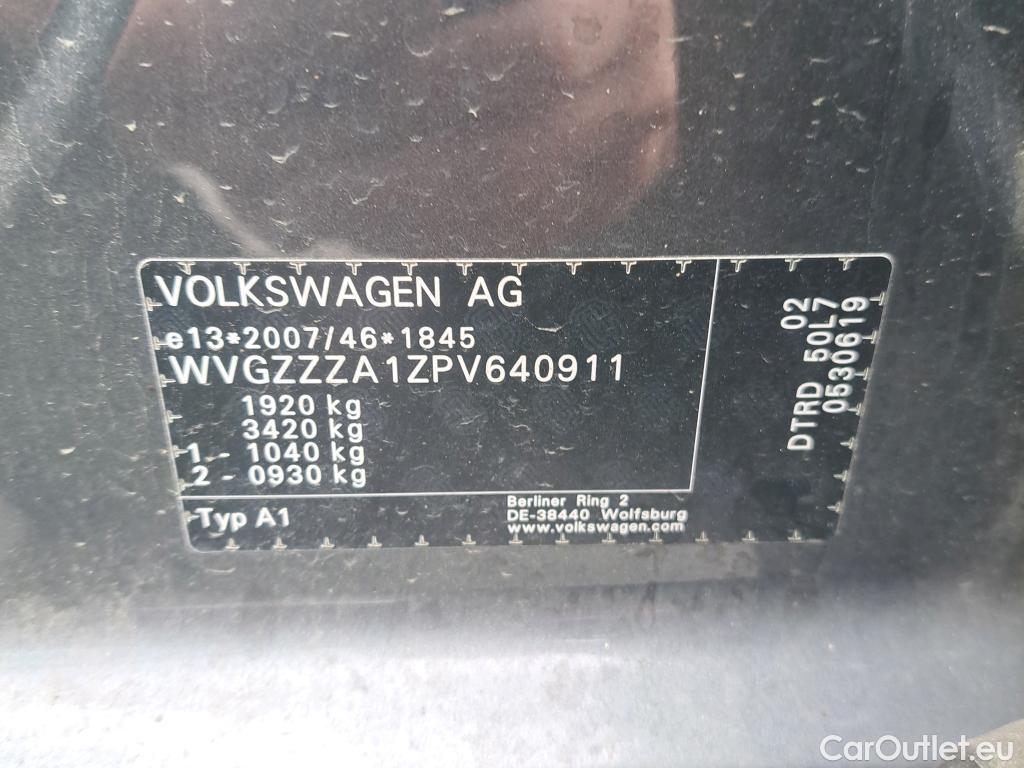 VOLKSWAGEN AG
e13*2007/46*1845
WVGZZZA1ZPV640911
1920 kg
3420 kg
1 - 1040 kg
2 - 0930 kg
Typ A1
Berliner Ring 2
DE-38440 Wolfsburg
www.volkswagen.com
DTRD 50L7 02
0530619
CarOutlet.eu